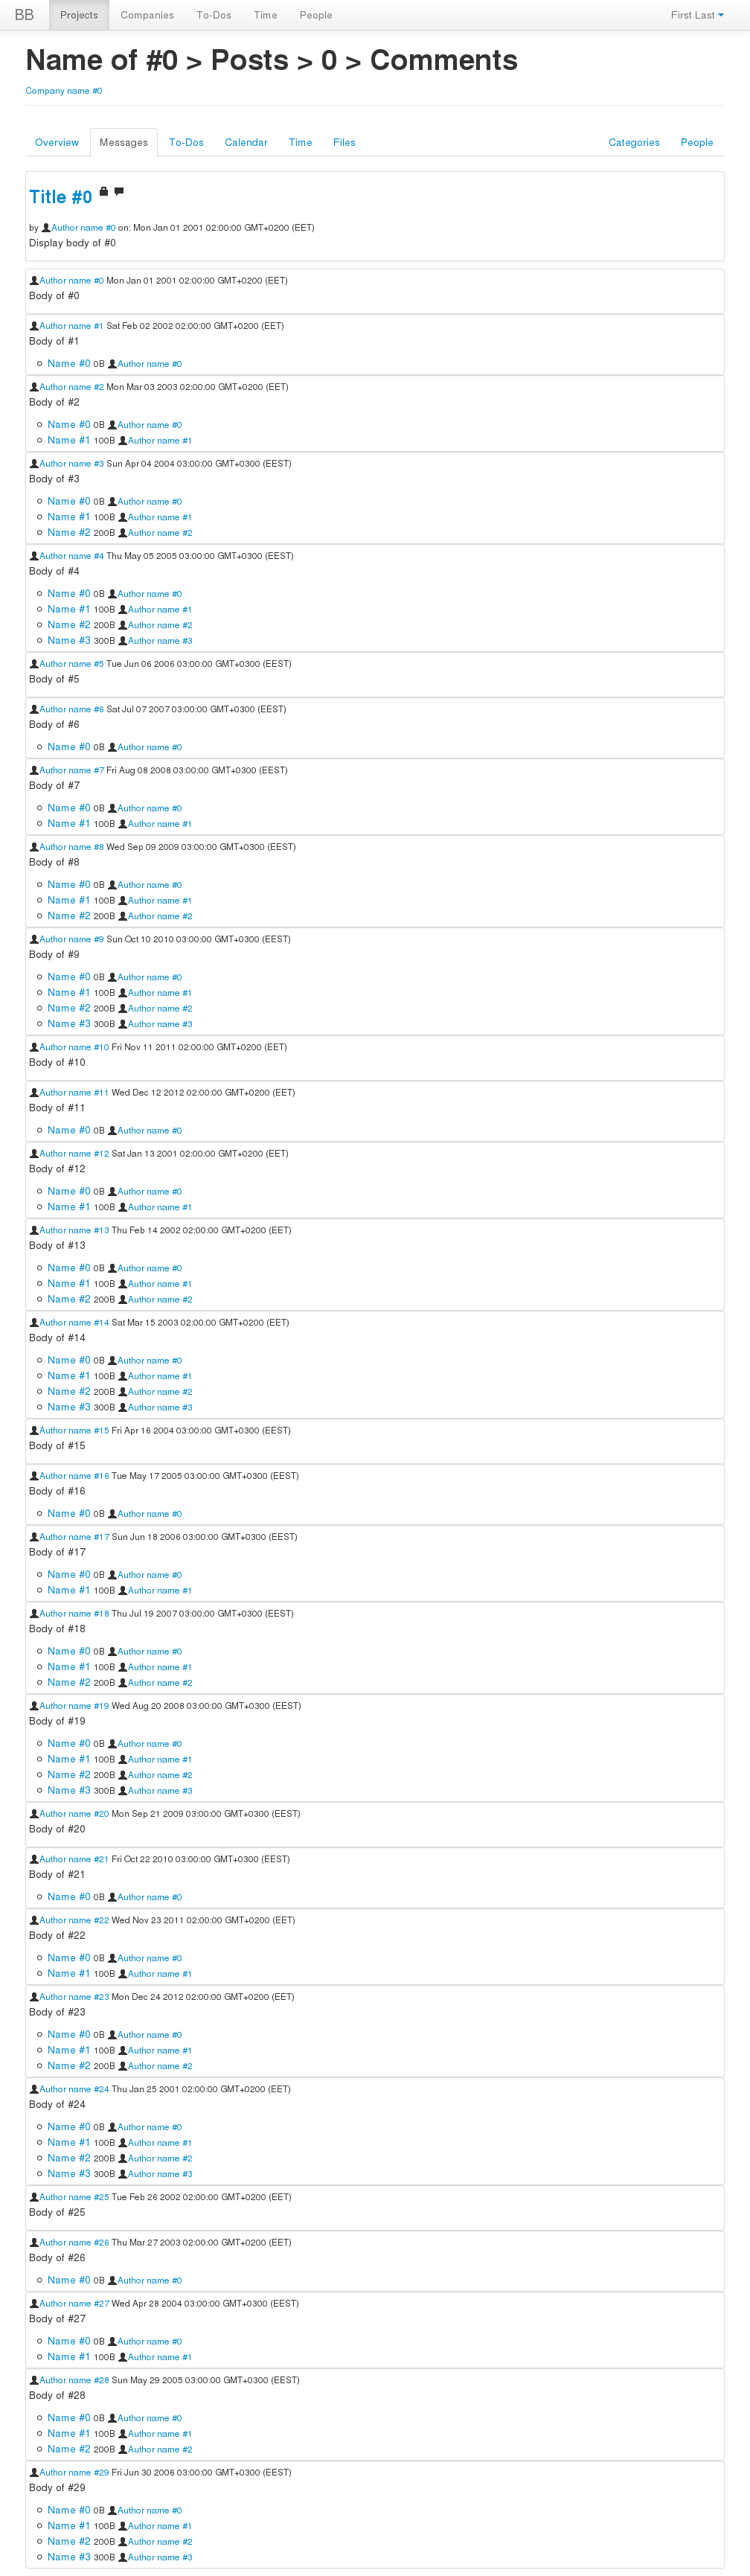 BB Projects Companies To-Dos Time People First Last
Name of #0 > Posts > 0 > Comments
Company name #0
Overview Messages To-Dos Calendar Time Files Categories People
Title #0
by Author name #0 on: Mon Jan 01 2001 02:00:00 GMT+0200 (EET)
Display body of #0
Author name #0 Mon Jan 01 2001 02:00:00 GMT+0200 (EET)
Body of #0
Author name #1 Sat Feb 02 2002 02:00:00 GMT+0200 (EET)
Body of #1
Name #0 0B Author name #0
Author name #2 Mon Mar 03 2003 02:00:00 GMT+0200 (EET)
Body of #2
Name #0 0B Author name #0
Name #1 100B Author name #1
Author name #3 Sun Apr 04 2004 03:00:00 GMT+0300 (EEST)
Body of #3
Name #0 0B Author name #0
Name #1 100B Author name #1
Name #2 200B Author name #2
Author name #4 Thu May 05 2005 03:00:00 GMT+0300 (EEST)
Body of #4
Name #0 0B Author name #0
Name #1 100B Author name #1
Name #2 200B Author name #2
Name #3 300B Author name #3
Author name #5 Tue Jun 06 2006 03:00:00 GMT+0300 (EEST)
Body of #5
Author name #6 Sat Jul 07 2007 03:00:00 GMT+0300 (EEST)
Body of #6
Name #0 0B Author name #0
Author name #7 Fri Aug 08 2008 03:00:00 GMT+0300 (EEST)
Body of #7
Name #0 0B Author name #0
Name #1 100B Author name #1
Author name #8 Wed Sep 09 2009 03:00:00 GMT+0300 (EEST)
Body of #8
Name #0 0B Author name #0
Name #1 100B Author name #1
Name #2 200B Author name #2
Author name #9 Sun Oct 10 2010 03:00:00 GMT+0300 (EEST)
Body of #9
Name #0 0B Author name #0
Name #1 100B Author name #1
Name #2 200B Author name #2
Name #3 300B Author name #3
Author name #10 Fri Nov 11 2011 02:00:00 GMT+0200 (EET)
Body of #10
Author name #11 Wed Dec 12 2012 02:00:00 GMT+0200 (EET)
Body of #11
Name #0 0B Author name #0
Author name #12 Sat Jan 13 2001 02:00:00 GMT+0200 (EET)
Body of #12
Name #0 0B Author name #0
Name #1 100B Author name #1
Author name #13 Thu Feb 14 2002 02:00:00 GMT+0200 (EET)
Body of #13
Name #0 0B Author name #0
Name #1 100B Author name #1
Name #2 200B Author name #2
Author name #14 Sat Mar 15 2003 02:00:00 GMT+0200 (EET)
Body of #14
Name #0 0B Author name #0
Name #1 100B Author name #1
Name #2 200B Author name #2
Name #3 300B Author name #3
Author name #15 Fri Apr 16 2004 03:00:00 GMT+0300 (EEST)
Body of #15
Author name #16 Tue May 17 2005 03:00:00 GMT+0300 (EEST)
Body of #16
Name #0 0B Author name #0
Author name #17 Sun Jun 18 2006 03:00:00 GMT+0300 (EEST)
Body of #17
Name #0 0B Author name #0
Name #1 100B Author name #1
Author name #18 Thu Jul 19 2007 03:00:00 GMT+0300 (EEST)
Body of #18
Name #0 0B Author name #0
Name #1 100B Author name #1
Name #2 200B Author name #2
Author name #19 Wed Aug 20 2008 03:00:00 GMT+0300 (EEST)
Body of #19
Name #0 0B Author name #0
Name #1 100B Author name #1
Name #2 200B Author name #2
Name #3 300B Author name #3
Author name #20 Mon Sep 21 2009 03:00:00 GMT+0300 (EEST)
Body of #20
Author name #21 Fri Oct 22 2010 03:00:00 GMT+0300 (EEST)
Body of #21
Name #0 0B Author name #0
Author name #22 Wed Nov 23 2011 02:00:00 GMT+0200 (EET)
Body of #22
Name #0 0B Author name #0
Name #1 100B Author name #1
Author name #23 Mon Dec 24 2012 02:00:00 GMT+0200 (EET)
Body of #23
Name #0 0B Author name #0
Name #1 100B Author name #1
Name #2 200B Author name #2
Author name #24 Thu Jan 25 2001 02:00:00 GMT+0200 (EET)
Body of #24
Name #0 0B Author name #0
Name #1 100B Author name #1
Name #2 200B Author name #2
Name #3 300B Author name #3
Author name #25 Tue Feb 26 2002 02:00:00 GMT+0200 (EET)
Body of #25
Author name #26 Thu Mar 27 2003 02:00:00 GMT+0200 (EET)
Body of #26
Name #0 0B Author name #0
Author name #27 Wed Apr 28 2004 03:00:00 GMT+0300 (EEST)
Body of #27
Name #0 0B Author name #0
Name #1 100B Author name #1
Author name #28 Sun May 29 2005 03:00:00 GMT+0300 (EEST)
Body of #28
Name #0 0B Author name #0
Name #1 100B Author name #1
Name #2 200B Author name #2
Author name #29 Fri Jun 30 2006 03:00:00 GMT+0300 (EEST)
Body of #29
Name #0 0B Author name #0
Name #1 100B Author name #1
Name #2 200B Author name #2
Name #3 300B Author name #3